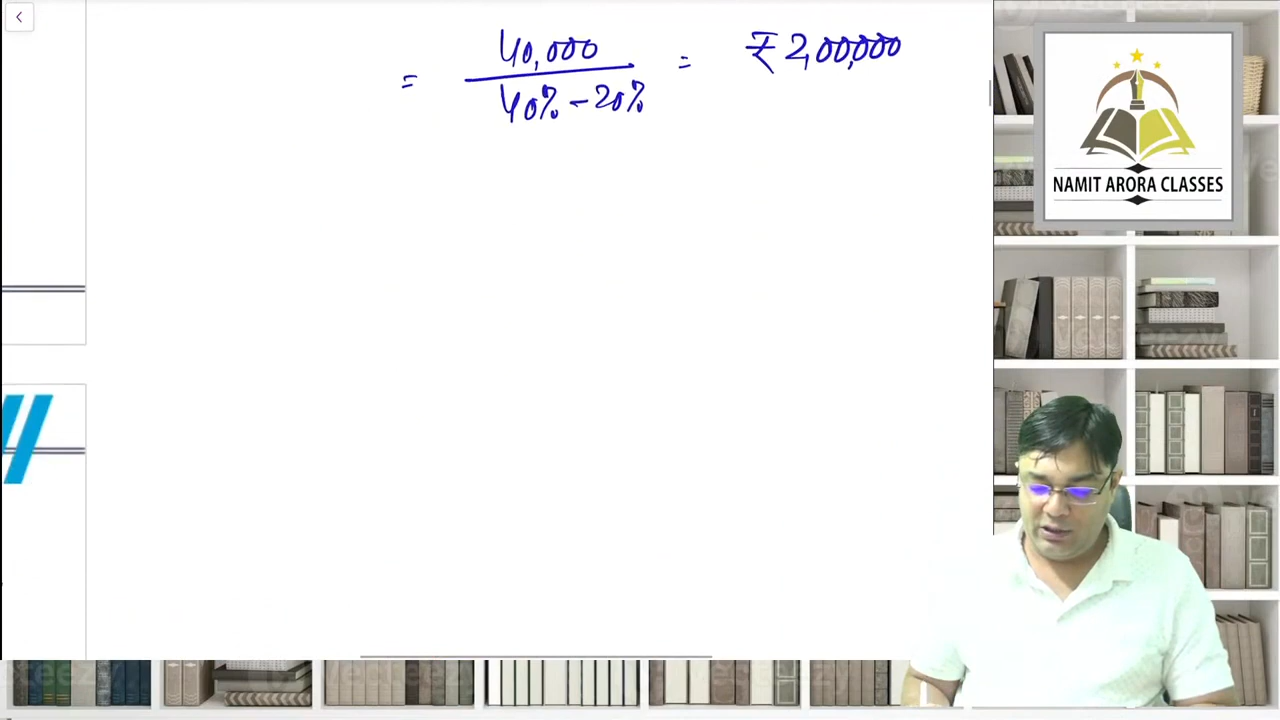 = 40,000 / 40% - 20% = ₹ 2,00,000
NAMIT ARORA CLASSES